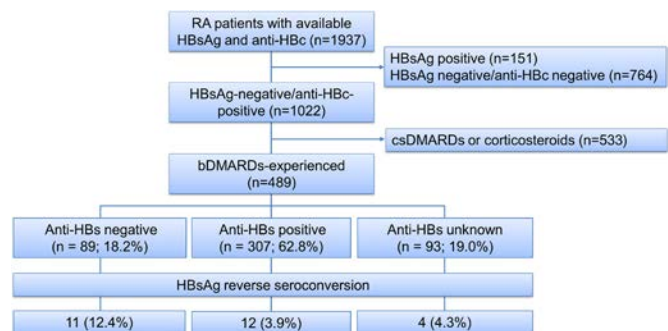 RA patients with available
HBsAg and anti-HBc (n=1937)
HBsAg positive (n=151)
HBsAg negative/anti-HBc negative (n=764)
HBsAg-negative/anti-HBc-
positive (n=1022)
csDMARDs or corticosteroids (n=533)
bDMARDs-experienced
(n=489)
Anti-HBs negative
(n = 89; 18.2%)
Anti-HBs positive
(n = 307; 62.8%)
Anti-HBs unknown
(n = 93; 19.0%)
HBsAg reverse seroconversion
11 (12.4%)
12 (3.9%)
4 (4.3%)